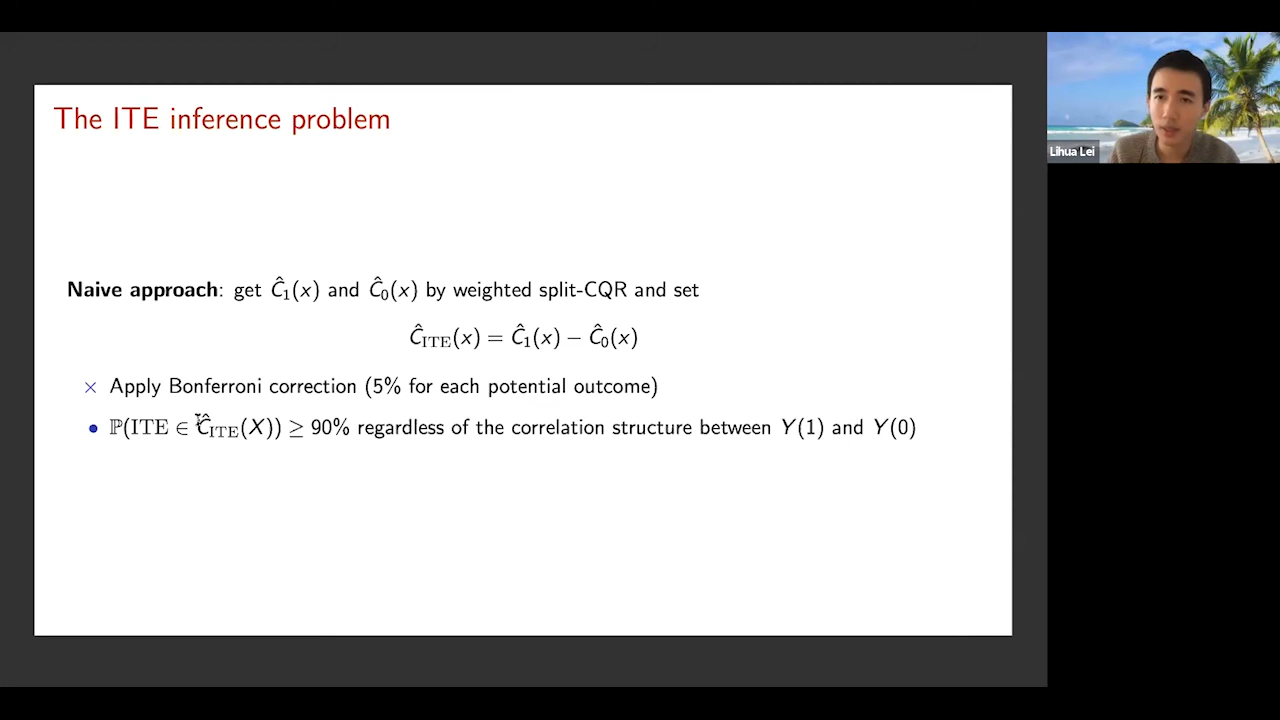 The ITE inference problem
Lihua Lei
Naive approach: get Ĉ₁(x) and Ĉ₀(x) by weighted split-CQR and set
Ĉ_ITE(x) = Ĉ₁(x) − Ĉ₀(x)
× Apply Bonferroni correction (5% for each potential outcome)
• ℙ(ITE ∈ Ĉ_ITE(X)) ≥ 90% regardless of the correlation structure between Y(1) and Y(0)